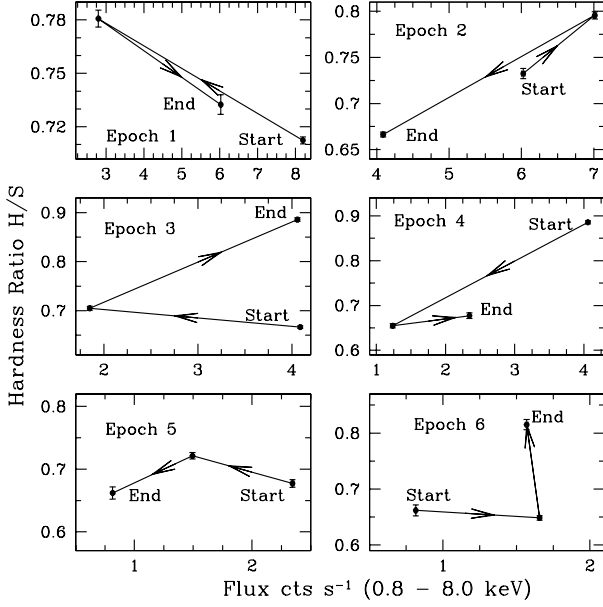 0.78
0.75
0.72
End
Start
Epoch 1
3 4 5 6 7 8
0.8
0.75
0.7
0.65
Epoch 2
Start
End
4 5 6 7
0.9
0.8
0.7
Epoch 3
End
Start
2 3 4
0.9
0.8
0.7
0.6
Epoch 4
Start
End
1 2 3 4
0.8
0.7
0.6
Epoch 5
End
Start
1 2
0.8
0.7
0.6
Epoch 6
End
Start
1 2
Hardness Ratio H/S
Flux cts s⁻¹ (0.8 – 8.0 keV)